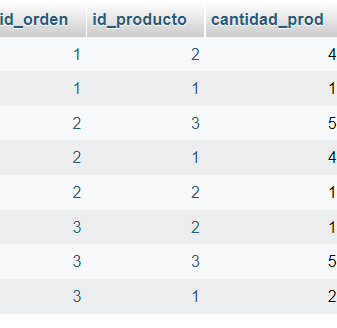 id_orden id_producto cantidad_prod
1 2 4
1 1 1
2 3 5
2 1 4
2 2 1
3 2 1
3 3 5
3 1 2